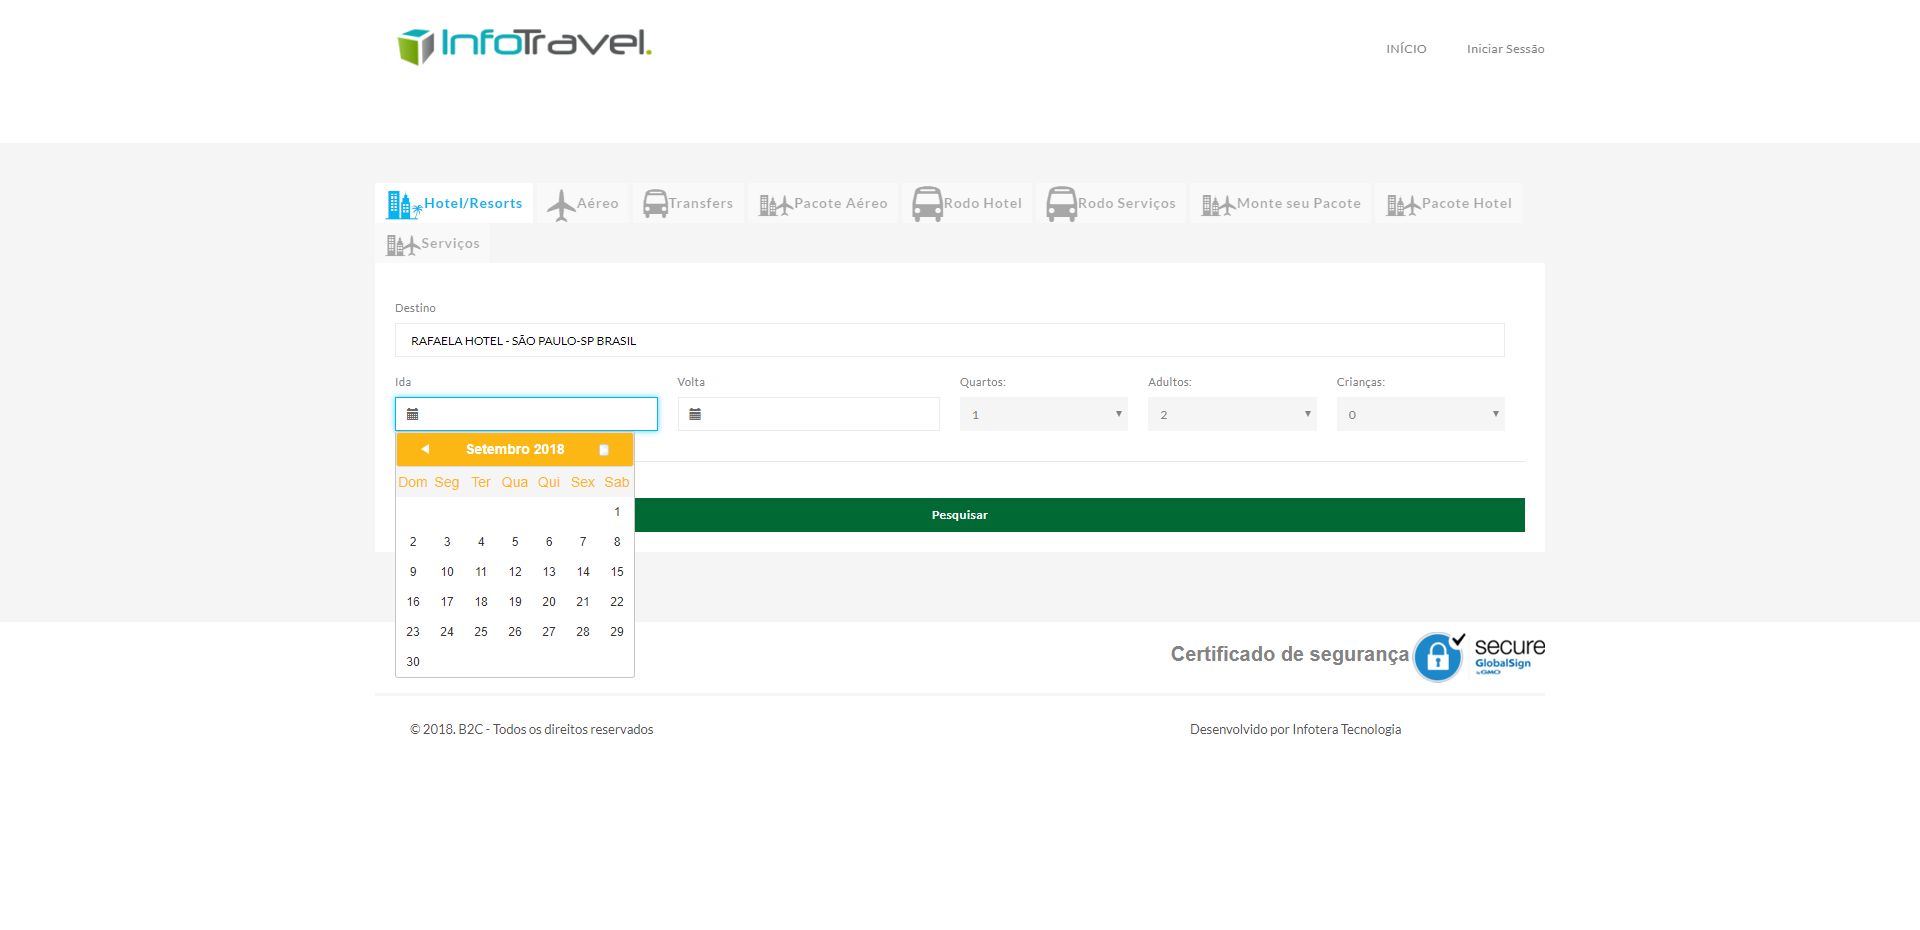 InfoTravel.
INÍCIO
Iniciar Sessão
Hotel/Resorts
Aéreo
Transfers
Pacote Aéreo
Rodo Hotel
Rodo Serviços
Monte seu Pacote
Pacote Hotel
Serviços
Destino
RAFAELA HOTEL - SÃO PAULO-SP BRASIL
Ida
Volta
Quartos:
Adultos:
Crianças:
1
2
0
Setembro 2018
Dom Seg Ter Qua Qui Sex Sab
1
2 3 4 5 6 7 8
9 10 11 12 13 14 15
16 17 18 19 20 21 22
23 24 25 26 27 28 29
30
Pesquisar
Certificado de segurança
secure
GlobalSign
by GMO
© 2018. B2C - Todos os direitos reservados
Desenvolvido por Infotera Tecnologia